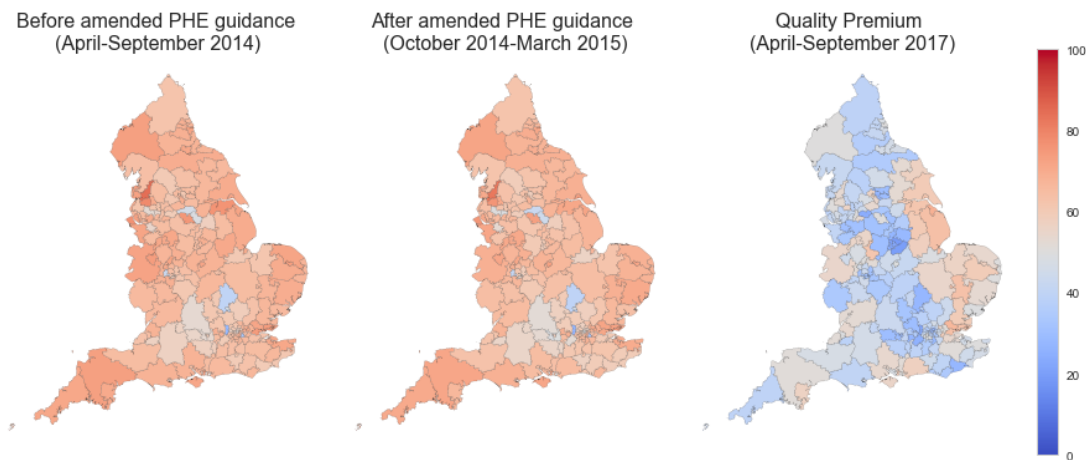 Before amended PHE guidance
(April-September 2014)
After amended PHE guidance
(October 2014-March 2015)
Quality Premium
(April-September 2017)
100
80
60
40
20
0